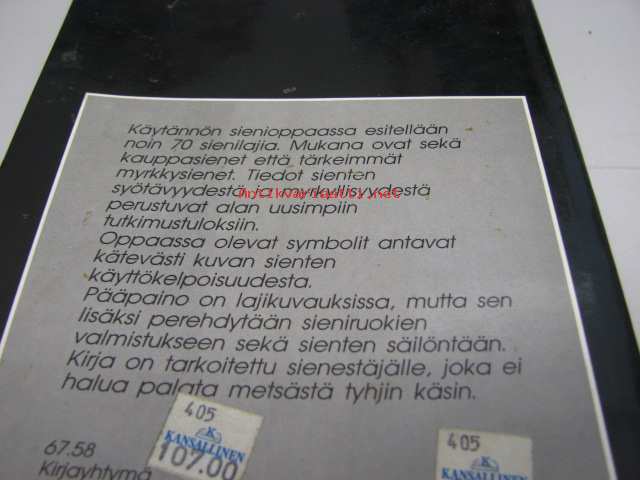 Käytännön sienioppaassa esitellään
noin 70 sienilajia. Mukana ovat sekä
kauppasienet että tärkeimmät
myrkkysienet. Tiedot sienten
syötävyydestä ja myrkyllisyydestä
perustuvat alan uusimpiin
tutkimustuloksiin.
Oppaassa olevat symbolit antavat
kätevästi kuvan sienten
käyttökelpoisuudesta.
Pääpaino on lajikuvauksissa, mutta sen
lisäksi perehdytään sieniruokien
valmistukseen sekä sienten säilöntään.
Kirja on tarkoitettu sienestäjälle, joka ei
halua palata metsästä tyhjin käsin.
405
K
KANSALLINEN
107.00
405
K
KANSALLINEN
67.58
Kirjayhtymä